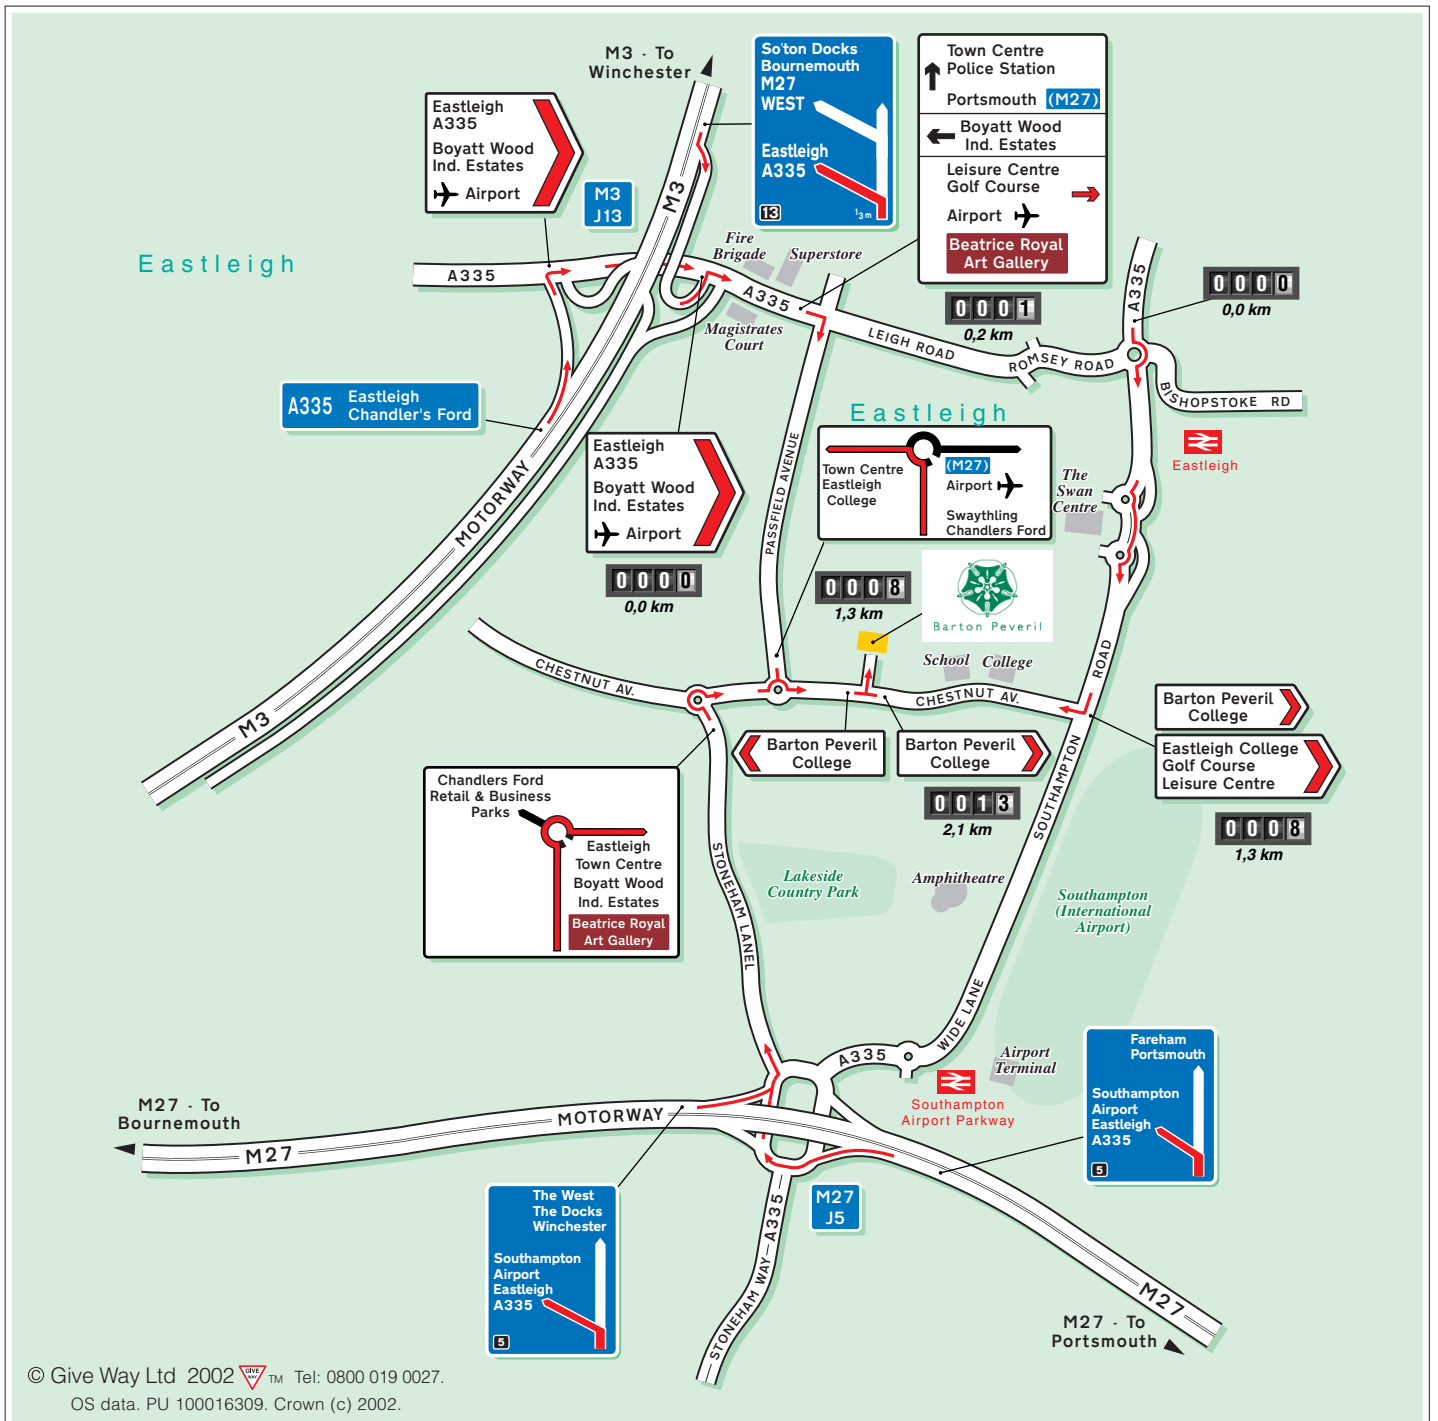 M3 - To
Winchester
Eastleigh
A335
Boyatt Wood
Ind. Estates
Airport
M3
J13
So'ton Docks
Bournemouth
M27
WEST
Eastleigh
A335
13
1/3m
Town Centre
Police Station
Portsmouth (M27)
Boyatt Wood
Ind. Estates
Leisure Centre
Golf Course
Airport
Beatrice Royal
Art Gallery
0001
0,2 km
0000
0,0 km
Eastleigh
M3
A335
Fire
Brigade
Superstore
A335
Magistrates
Court
LEIGH ROAD
ROMSEY ROAD
A335
BISHOPSTOKE RD
Eastleigh
A335 Eastleigh
Chandler's Ford
Eastleigh
A335
Boyatt Wood
Ind. Estates
Airport
0000
0,0 km
Eastleigh
PASSFIELD AVENUE
Town Centre
Eastleigh
College
(M27)
Airport
Swaythling
Chandlers Ford
The
Swan
Centre
MOTORWAY
M3
0008
1,3 km
Barton Peveril
School
College
CHESTNUT AV.
CHESTNUT AV.
ROAD
SOUTHAMPTON
Barton Peveril
College
Barton Peveril
College
0013
2,1 km
Barton Peveril
College
Eastleigh College
Golf Course
Leisure Centre
0008
1,3 km
Chandlers Ford
Retail & Business
Parks
Eastleigh
Town Centre
Boyatt Wood
Ind. Estates
Beatrice Royal
Art Gallery
STONEHAM LANEL
Lakeside
Country Park
Amphitheatre
Southampton
(International
Airport)
WIDE LANE
A335
Airport
Terminal
Southampton
Airport Parkway
Fareham
Portsmouth
Southampton
Airport
Eastleigh
A335
5
M27 - To
Bournemouth
M27
MOTORWAY
M27
J5
The West
The Docks
Winchester
Southampton
Airport
Eastleigh
A335
5
A335
STONEHAM WAY
M27
M27 - To
Portsmouth
© Give Way Ltd 2002 GIVE WAY TM Tel: 0800 019 0027.
OS data. PU 100016309. Crown (c) 2002.